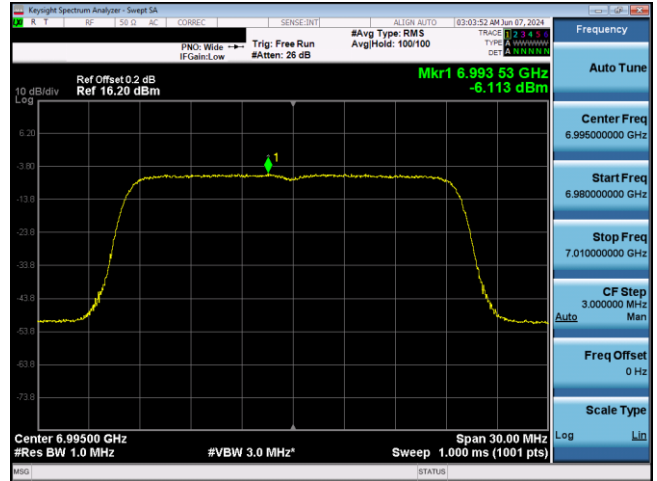 Keysight Spectrum Analyzer - Swept SA
LXI R T RF 50 Ω AC CORREC SENSE:INT ALIGN AUTO 03:03:52 AM Jun 07, 2024
Frequency
#Avg Type: RMS TRACE 1 2 3 4 5 6
PNO: Wide Trig: Free Run Avg|Hold: 100/100 TYPE A WWWWW
IFGain:Low #Atten: 26 dB DET A N N N N N
Auto Tune
Mkr1 6.993 53 GHz
Ref Offset 0.2 dB
10 dB/div Ref 16.20 dBm -6.113 dBm
Log
Center Freq
6.995000000 GHz
6.20
1
-3.80
Start Freq
6.980000000 GHz
-13.8
-23.8
Stop Freq
7.010000000 GHz
-33.8
CF Step
3.000000 MHz
Auto Man
-43.8
-53.8
Freq Offset
0 Hz
-63.8
-73.8
Scale Type
Log Lin
Center 6.99500 GHz Span 30.00 MHz
#Res BW 1.0 MHz #VBW 3.0 MHz* Sweep 1.000 ms (1001 pts)
MSG STATUS